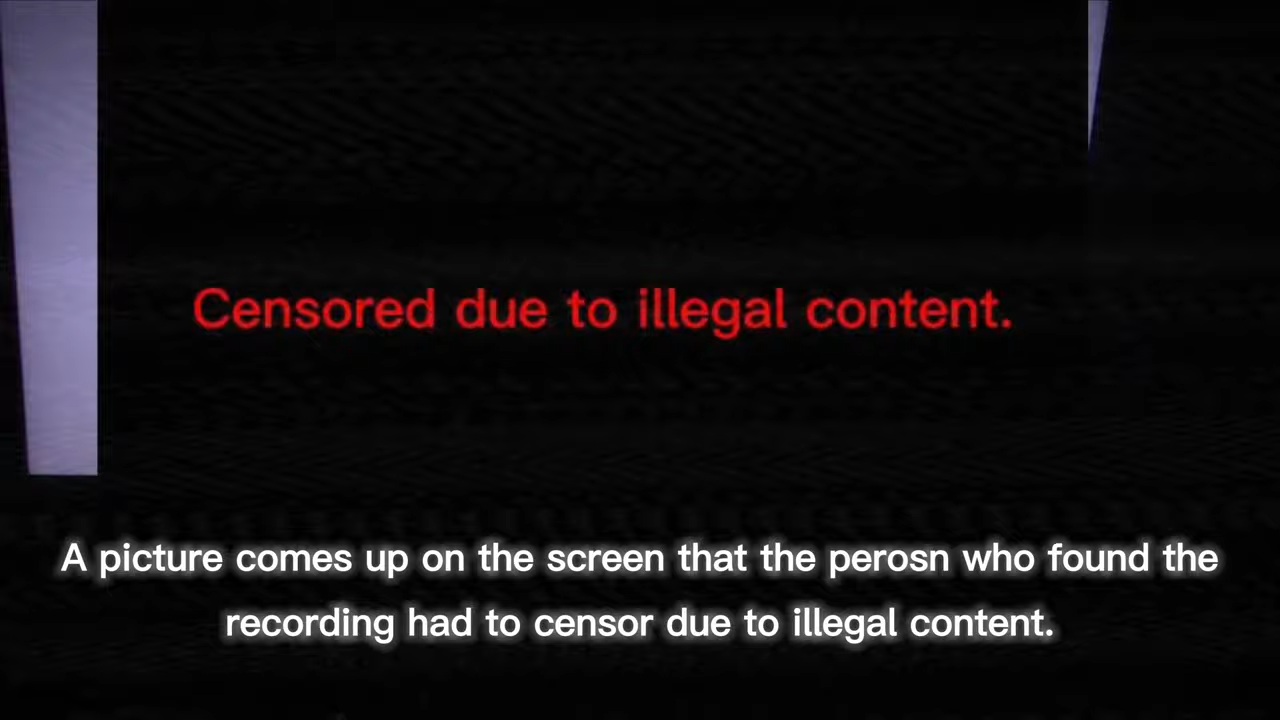 Censored due to illegal content.
A picture comes up on the screen that the perosn who found the
recording had to censor due to illegal content.